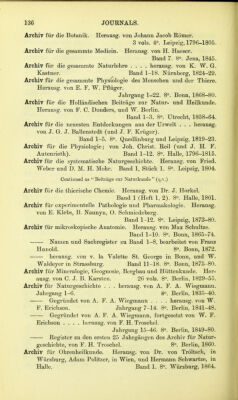 136 JOURNALS.
Archiv für die Botanik. Herausg. von Johann Jacob Römer.
3 vols. 4°. Leipzig, 1796–1805.
Archiv für die gesammte Medicin. Herausg. von H. Haeser.
Band 7. 8°. Jena, 1845.
Archiv für die gesammte Naturlehre . . . . herausg. von K. W. G.
Kastner. Band 1–18. Nürnberg, 1824–29.
Archiv für die gesammte Physiologie des Menschen und der Thiere.
Herausg. von E. F. W. Pflüger.
Jahrgang 1–22. 8°. Bonn, 1868–80.
Archiv für die Holländischen Beiträge zur Natur- und Heilkunde.
Herausg. von F. C. Donders, und W. Berlin.
Band 1–3. 8°. Utrecht, 1858–64.
Archiv für die neuesten Entdeckungen aus der Urwelt . . . herausg.
von J. G. J. Ballenstedt (und J. F. Krüger).
Band 1–5. 8°. Quedlinburg und Leipzig, 1819–23.
Archiv für die Physiologie; von Joh. Christ. Reil (und J. H. F.
Autenrieth). Band 1–12. 8°. Halle, 1796–1815.
Archiv für die systematische Naturgeschichte. Herausg. von Fried.
Weber und D. M. H. Mohr. Band 1, Stück 1. 8°. Leipzig, 1804.
Continued as "Beiträge zur Naturkunde" (q.v.)
Archiv für die thierische Chemie. Herausg. von Dr. J. Horkel.
Band 1 (Heft 1, 2). 8°. Halle, 1801.
Archiv für experimentelle Pathologie und Pharmakologie. Herausg.
von E. Klebs, B. Naunyn, O. Schmiedeberg.
Band 1–12. 8°. Leipzig, 1873–80.
Archiv für mikroskopische Anatomie. Herausg. von Max Schultze.
Band 1–10. 8°. Bonn, 1865–74.
—— Namen und Sachregister zu Band 1–8, bearbeitet von Franz
Hunold. 8°. Bonn, 1872.
—— herausg. von v. la Valette St. George in Bonn, und W.
Waldeyer in Strassburg. Band 11–18. 8°. Bonn, 1875–80.
Archiv für Mineralogie, Geognosie, Bergbau und Hüttenkunde. Her-
ausg. von C. J. B. Karsten. 26 vols. 8°. Berlin, 1829–55.
Archiv für Naturgeschichte . . . herausg. von A. F. A. Wiegmann.
Jahrgang 1–6. 8°. Berlin, 1835–40.
—— Gegründet von A. F. A. Wiegmann . . . . herausg. von W.
F. Erichson. Jahrgang 7–14. 8°. Berlin, 1841–48.
—— Gegründet von A. F. A. Wiegmann, fortgesetzt von W. F.
Erichson . . . . herausg. von F. H. Troschel.
Jahrgang 15–46. 8°. Berlin, 1849–80.
—— Register zu den ersten 25 Jahrgängen des Archiv für Natur-
geschichte, von F. H. Troschel. 8°. Berlin, 1860.
Archiv für Ohrenheilkunde. Herausg. von Dr. von Tröltsch, in
Würzburg, Adam Politzer, in Wien, und Hermann Schwartze, in
Halle. Band 1. 8°. Würzburg, 1864.